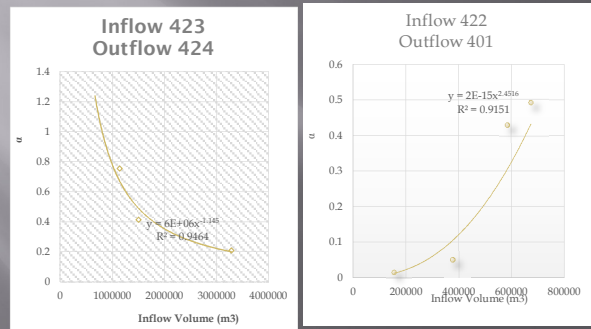 Inflow 423
Outflow 424
1.4
1.2
1
0.8
0.6
0.4
0.2
0
α
y = 6E+06x-1.145
R² = 0.9464
0
1000000
2000000
3000000
4000000
Inflow Volume (m3)
Inflow 422
Outflow 401
0.6
0.5
0.4
0.3
0.2
0.1
0
α
y = 2E-15x2.4516
R² = 0.9151
0
200000
400000
600000
800000
Inflow Volume (m3)